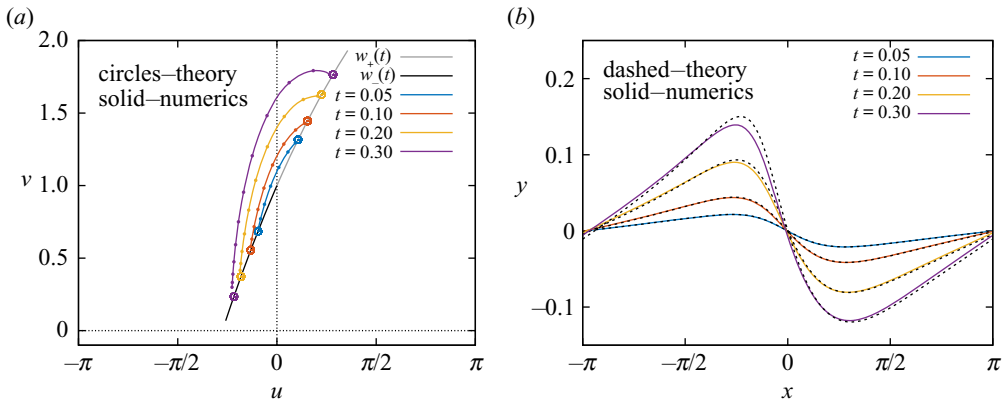 (a)
2.0
1.5
1.0
0.5
0
v
circles–theory
solid–numerics
w+(t)
w−(t)
t = 0.05
t = 0.10
t = 0.20
t = 0.30
−π
−π/2
0
π/2
π
u
(b)
0.2
0.1
0
−0.1
y
dashed–theory
solid–numerics
t = 0.05
t = 0.10
t = 0.20
t = 0.30
−π
−π/2
0
π/2
π
x